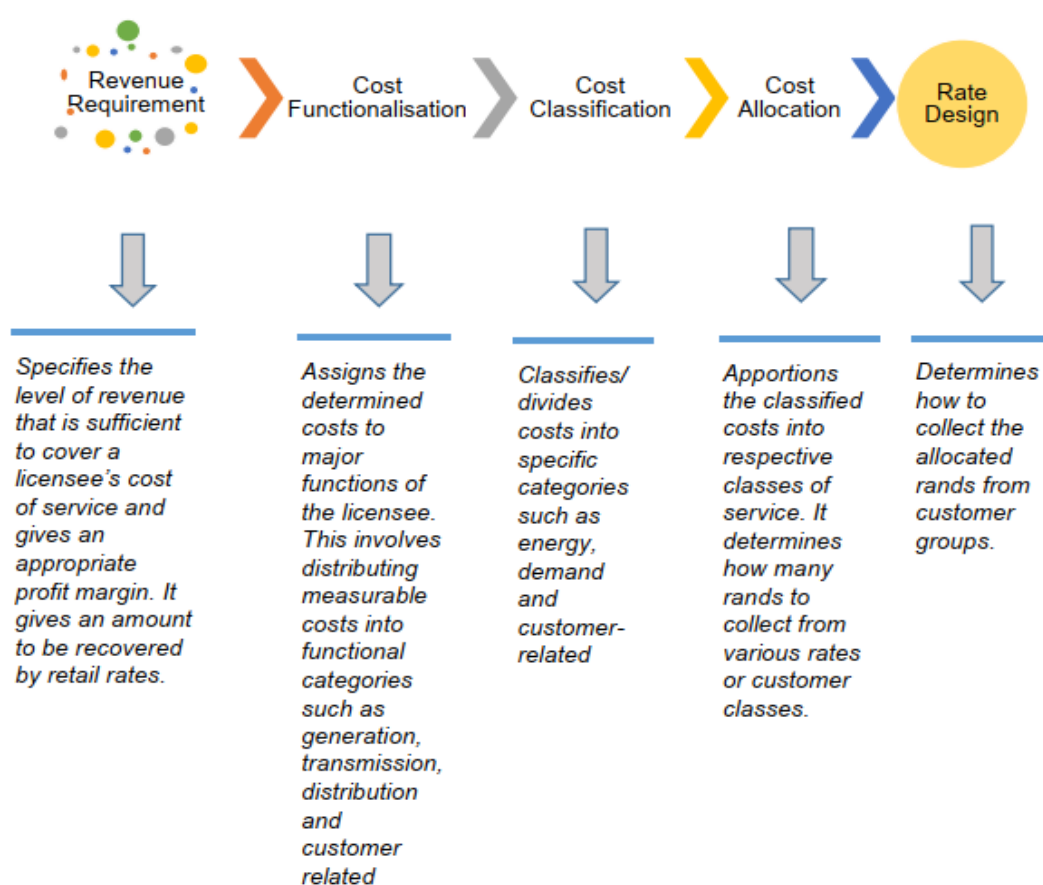 Revenue
Requirement
Cost
Functionalisation
Cost
Classification
Cost
Allocation
Rate
Design
Specifies the
level of revenue
that is sufficient
to cover a
licensee's cost
of service and
gives an
appropriate
profit margin. It
gives an amount
to be recovered
by retail rates.
Assigns the
determined
costs to
major
functions of
the licensee.
This involves
distributing
measurable
costs into
functional
categories
such as
generation,
transmission,
distribution
and
customer
related
Classifies/
divides
costs into
specific
categories
such as
energy,
demand
and
customer-
related
Apportions
the classified
costs into
respective
classes of
service. It
determines
how many
rands to
collect from
various rates
or customer
classes.
Determines
how to
collect the
allocated
rands from
customer
groups.